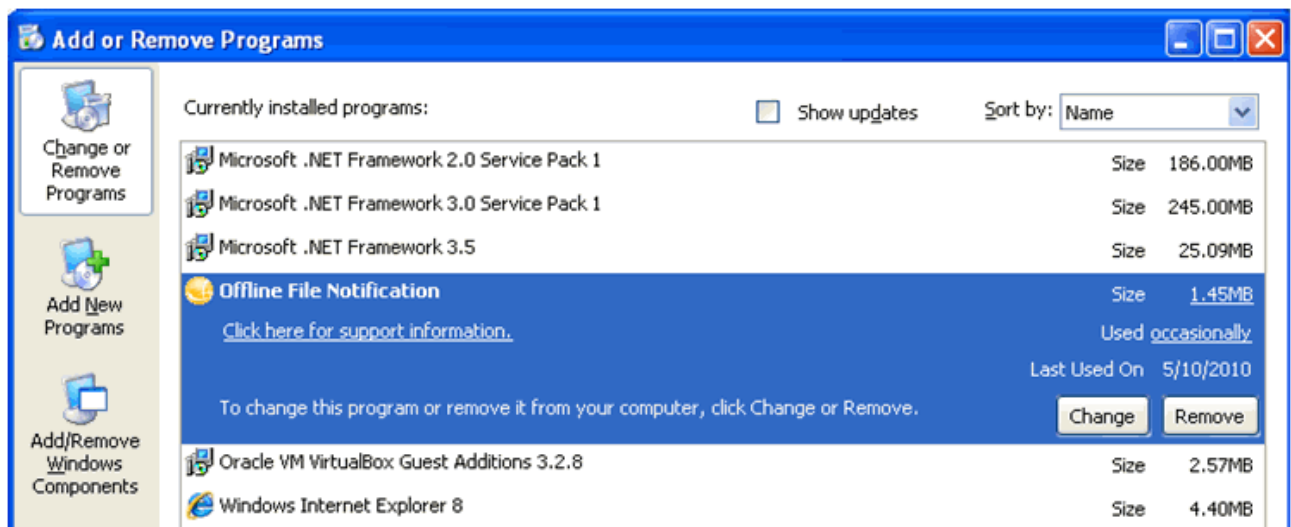 Add or Remove Programs
Change or
Remove
Programs
Add New
Programs
Add/Remove
Windows
Components
Currently installed programs:
Show updates
Sort by: Name
Microsoft .NET Framework 2.0 Service Pack 1 Size 186.00MB
Microsoft .NET Framework 3.0 Service Pack 1 Size 245.00MB
Microsoft .NET Framework 3.5 Size 25.09MB
Offline File Notification Size 1.45MB
Click here for support information. Used occasionally
Last Used On 5/10/2010
To change this program or remove it from your computer, click Change or Remove. Change Remove
Oracle VM VirtualBox Guest Additions 3.2.8 Size 2.57MB
Windows Internet Explorer 8 Size 4.40MB